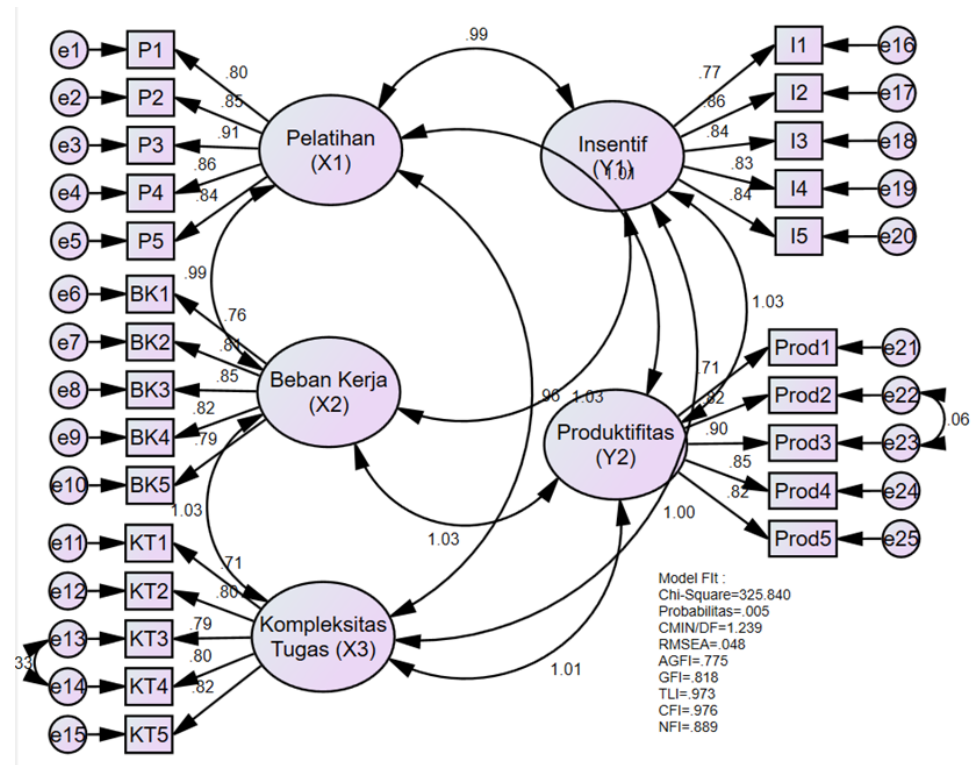 e1
P1
e2
P2
e3
P3
e4
P4
e5
P5
.80
.85
.91
.86
.84
Pelatihan
(X1)
.99
Insentif
(Y1)
1.01
.77
.86
.84
.83
.84
I1
e16
I2
e17
I3
e18
I4
e19
I5
e20
.99
e6
BK1
e7
BK2
e8
BK3
e9
BK4
e10
BK5
.76
.81
.85
.82
.79
Beban Kerja
(X2)
.96
1.03
1.03
Produktifitas
(Y2)
.71
.82
.90
.85
.82
Prod1
e21
Prod2
e22
Prod3
e23
Prod4
e24
Prod5
e25
.06
1.03
1.03
1.00
1.01
e11
KT1
e12
KT2
e13
KT3
e14
KT4
e15
KT5
.71
.80
.79
.80
.82
Kompleksitas
Tugas (X3)
Model FIt :
Chi-Square=325.840
Probabilitas=.005
CMIN/DF=1.239
RMSEA=.048
AGFI=.775
GFI=.818
TLI=.973
CFI=.976
NFI=.889